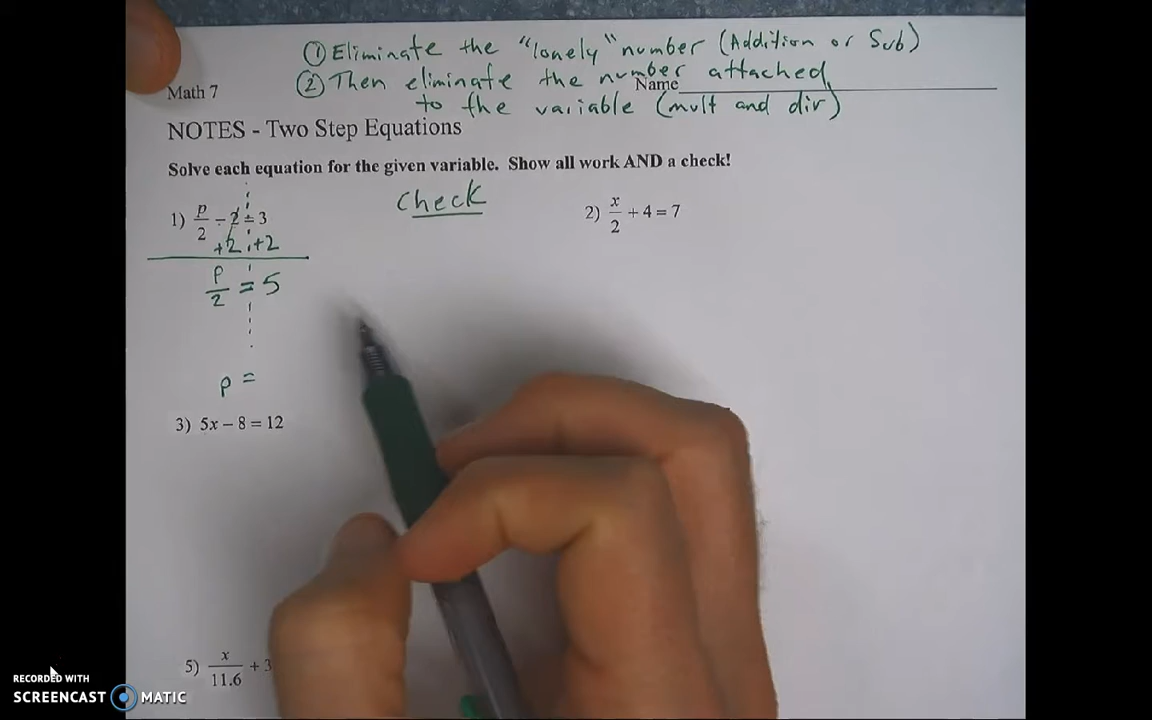 ① Eliminate the "lonely" number (Addition or Sub)
② Then eliminate the number attached
Math 7 Name
to the variable (mult and div)
NOTES - Two Step Equations
Solve each equation for the given variable. Show all work AND a check!
Check
1) p/2 − 2 = 3
+2 +2
p/2 = 5
p =
2) x/2 + 4 = 7
3) 5x − 8 = 12
5) x/11.6 + 3
RECORDED WITH
SCREENCAST MATIC